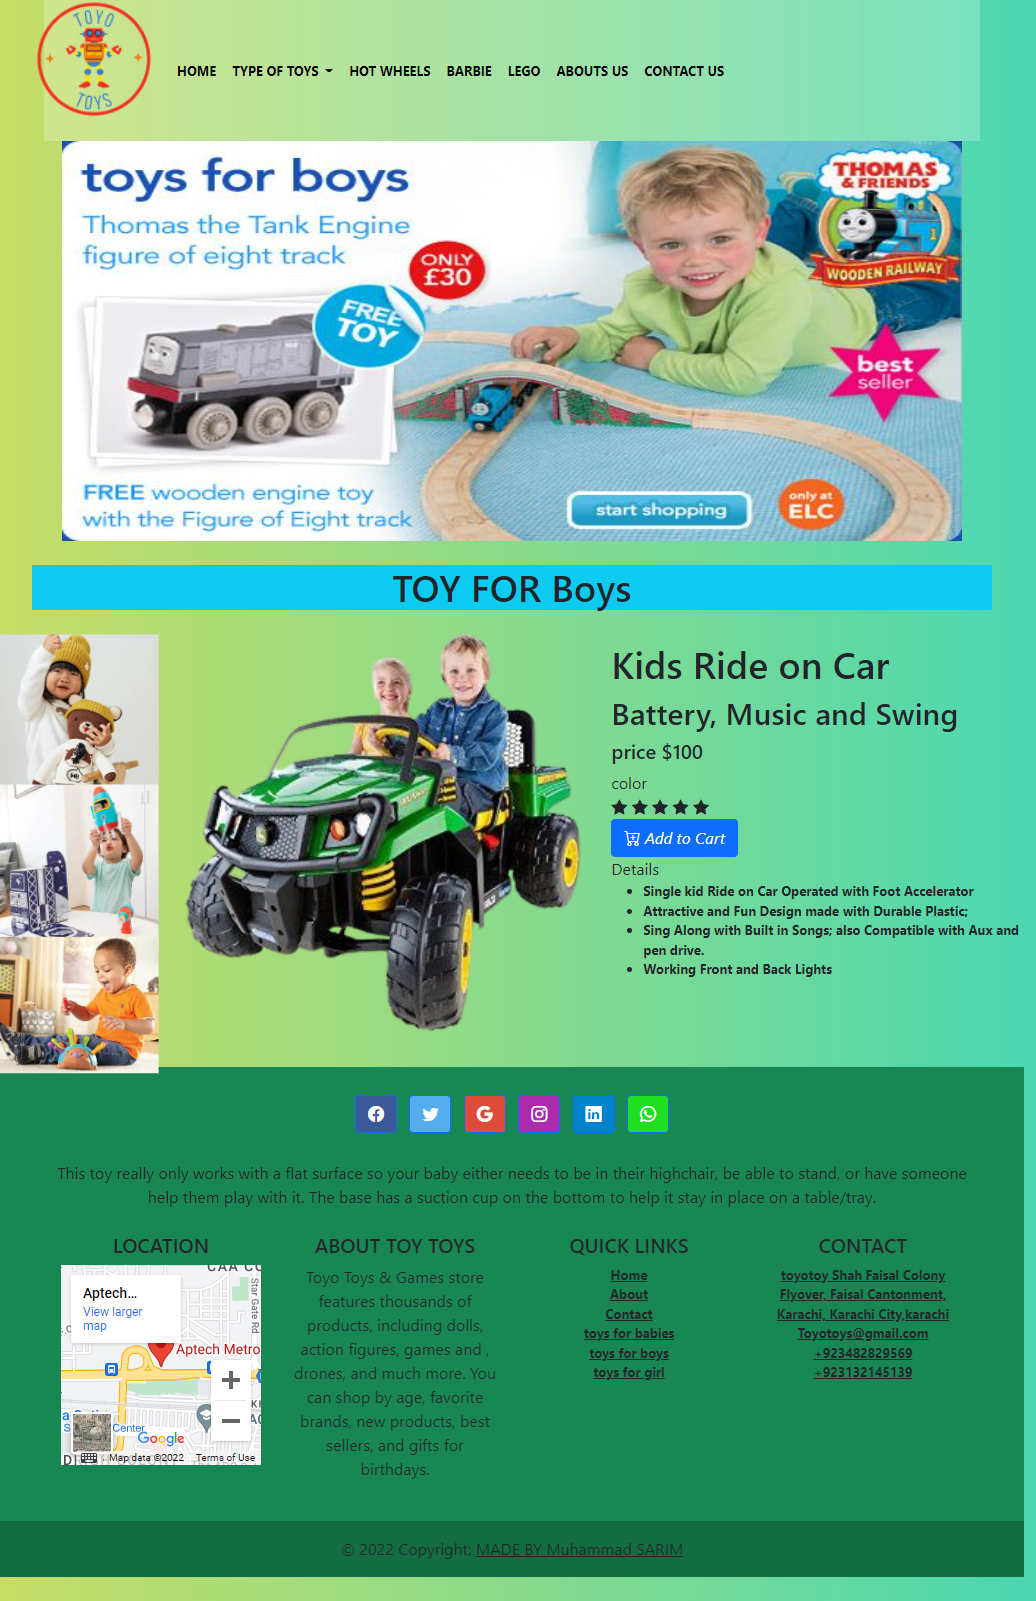 TOYO
TOYS
HOME
TYPE OF TOYS
HOT WHEELS
BARBIE
LEGO
ABOUTS US
CONTACT US
toys for boys
Thomas the Tank Engine
figure of eight track
ONLY
£30
FREE
TOY
THOMAS
& FRIENDS
1
WOODEN RAILWAY
best
seller
FREE wooden engine toy
with the Figure of Eight track
start shopping
only at
ELC
TOY FOR Boys
Kids Ride on Car
Battery, Music and Swing
price $100
color
Add to Cart
Details
Single kid Ride on Car Operated with Foot Accelerator
Attractive and Fun Design made with Durable Plastic;
Sing Along with Built in Songs; also Compatible with Aux and
pen drive.
Working Front and Back Lights
This toy really only works with a flat surface so your baby either needs to be in their highchair, be able to stand, or have someone
help them play with it. The base has a suction cup on the bottom to help it stay in place on a table/tray.
LOCATION
CAA CO
Aptech...
View larger
map
Star Gate Rd
Aptech Metro
Center
Google
Map data ©2022
Terms of Use
ABOUT TOY TOYS
Toyo Toys & Games store
features thousands of
products, including dolls,
action figures, games and ,
drones, and much more. You
can shop by age, favorite
brands, new products, best
sellers, and gifts for
birthdays.
QUICK LINKS
Home
About
Contact
toys for babies
toys for boys
toys for girl
CONTACT
toyotoy Shah Faisal Colony
Flyover, Faisal Cantonment,
Karachi, Karachi City,karachi
Toyotoys@gmail.com
+923482829569
+923132145139
© 2022 Copyright: MADE BY Muhammad SARIM